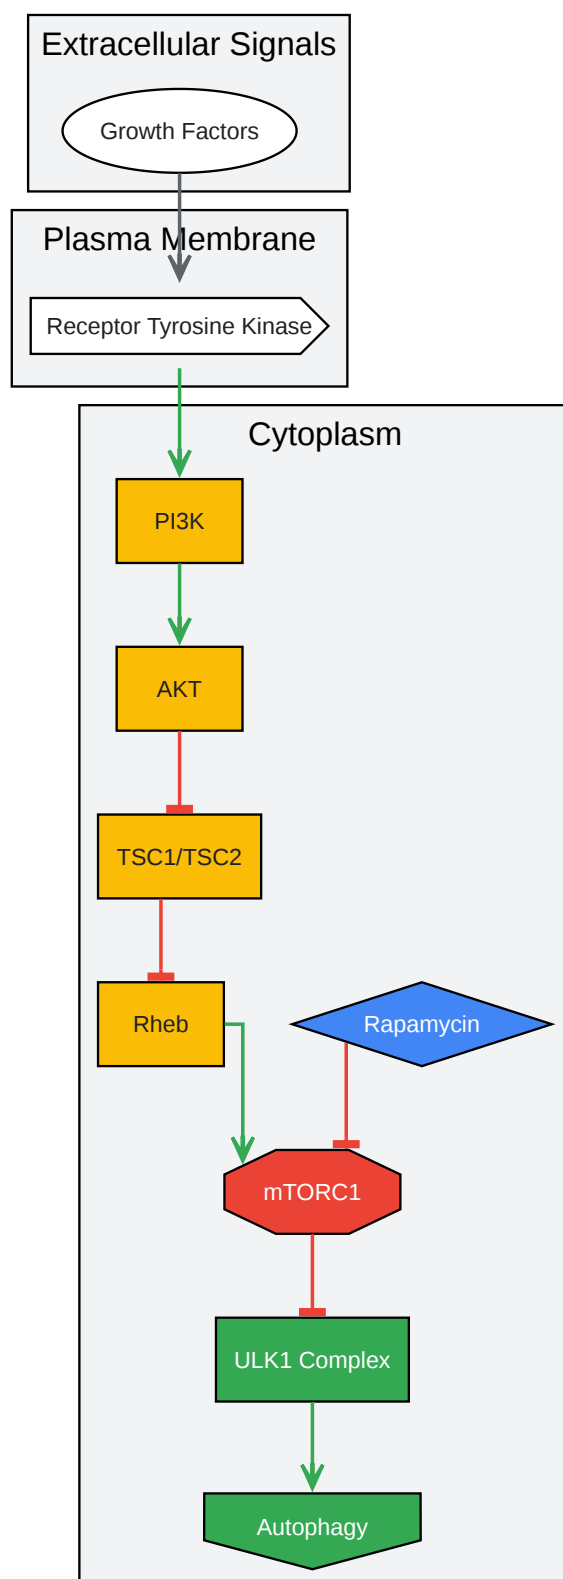 Extracellular Signals
Growth Factors
Plasma Membrane
Receptor Tyrosine Kinase
Cytoplasm
PI3K
AKT
TSC1/TSC2
Rheb
Rapamycin
mTORC1
ULK1 Complex
Autophagy